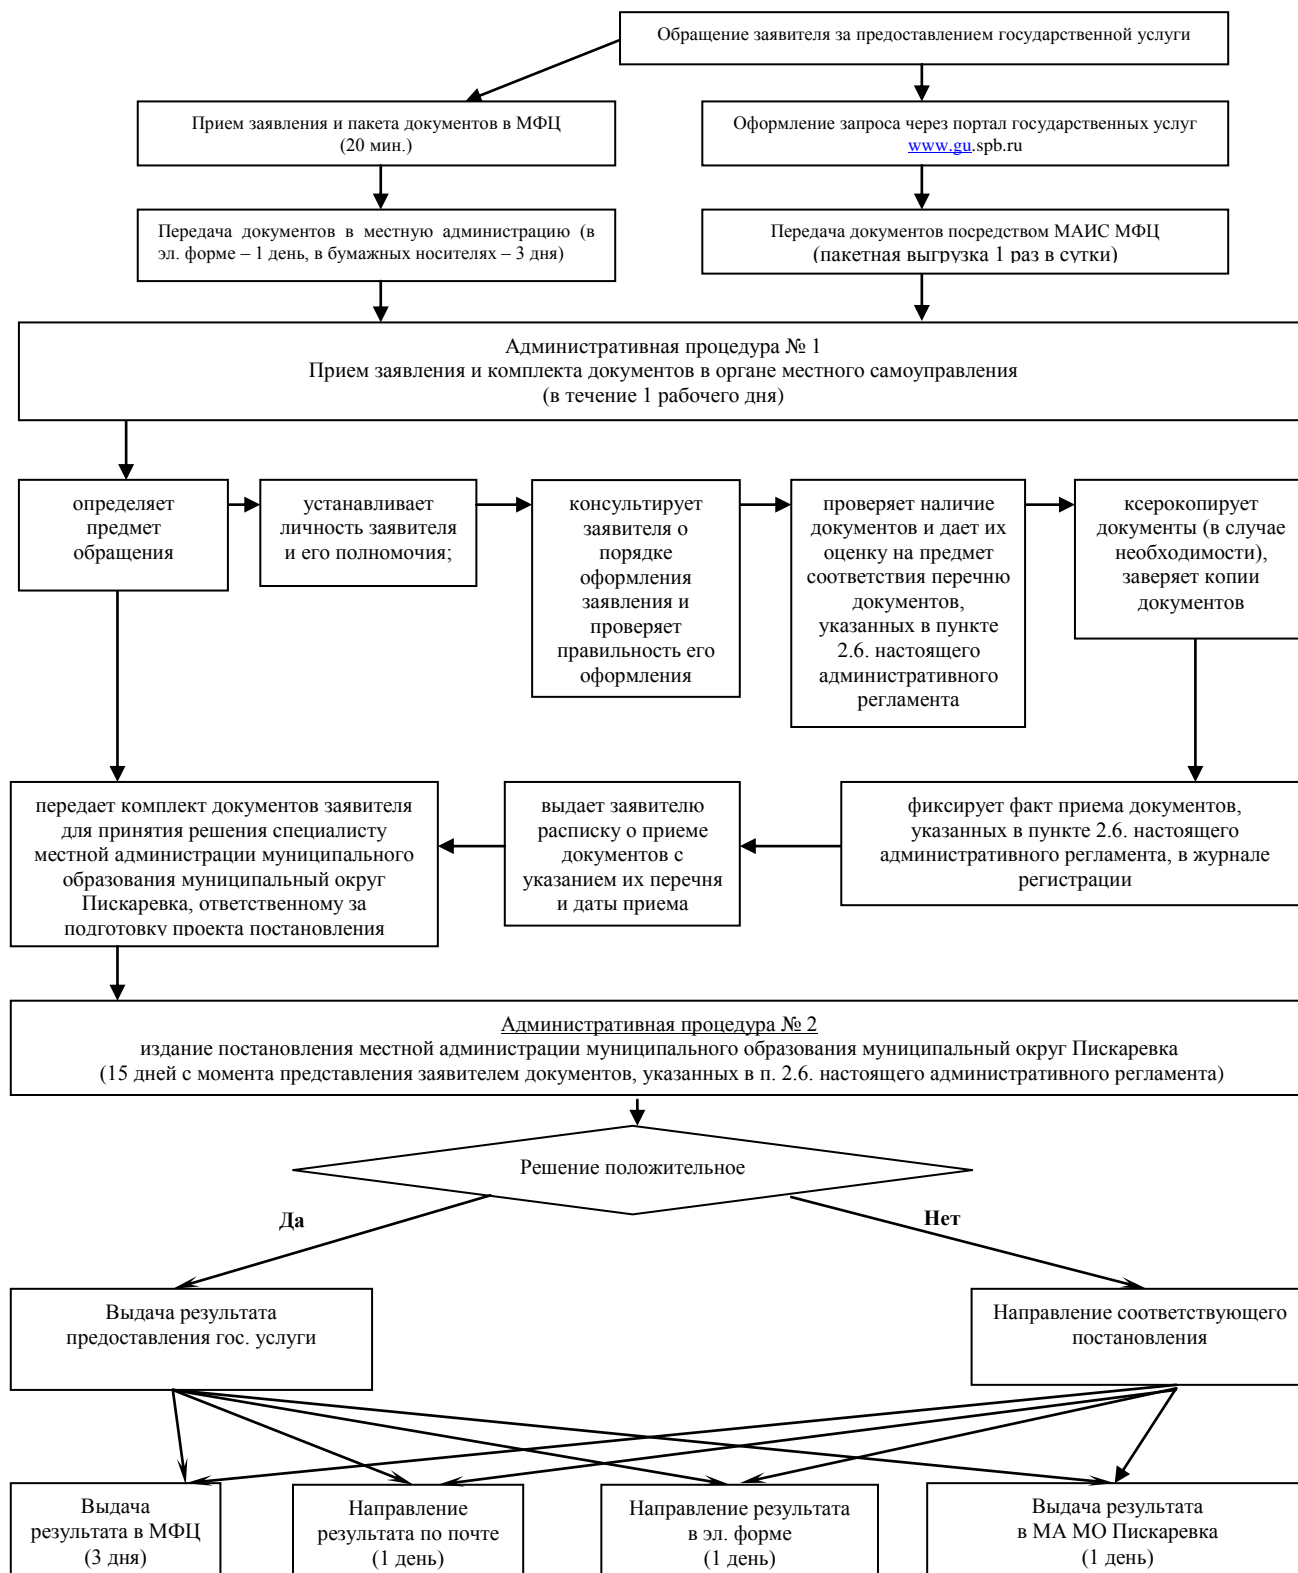 Обращение заявителя за предоставлением государственной услуги
Прием заявления и пакета документов в МФЦ
(20 мин.)
Оформление запроса через портал государственных услуг
www.gu.spb.ru
Передача документов в местную администрацию (в
эл. форме – 1 день, в бумажных носителях – 3 дня)
Передача документов посредством МАИС МФЦ
(пакетная выгрузка 1 раз в сутки)
Административная процедура № 1
Прием заявления и комплекта документов в органе местного самоуправления
(в течение 1 рабочего дня)
определяет
предмет
обращения
устанавливает
личность заявителя
и его полномочия;
консультирует
заявителя о
порядке
оформления
заявления и
проверяет
правильность его
оформления
проверяет наличие
документов и дает их
оценку на предмет
соответствия перечню
документов,
указанных в пункте
2.6. настоящего
административного
регламента
ксерокопирует
документы (в случае
необходимости),
заверяет копии
документов
передает комплект документов заявителя
для принятия решения специалисту
местной администрации муниципального
образования муниципальный округ
Пискаревка, ответственному за
подготовку проекта постановления
выдает заявителю
расписку о приеме
документов с
указанием их перечня
и даты приема
фиксирует факт приема документов,
указанных в пункте 2.6. настоящего
административного регламента, в журнале
регистрации
Административная процедура № 2
издание постановления местной администрации муниципального образования муниципальный округ Пискаревка
(15 дней с момента представления заявителем документов, указанных в п. 2.6. настоящего административного регламента)
Решение положительное
Да
Нет
Выдача результата
предоставления гос. услуги
Направление соответствующего
постановления
Выдача
результата в МФЦ
(3 дня)
Направление
результата по почте
(1 день)
Направление результата
в эл. форме
(1 день)
Выдача результата
в МА МО Пискаревка
(1 день)